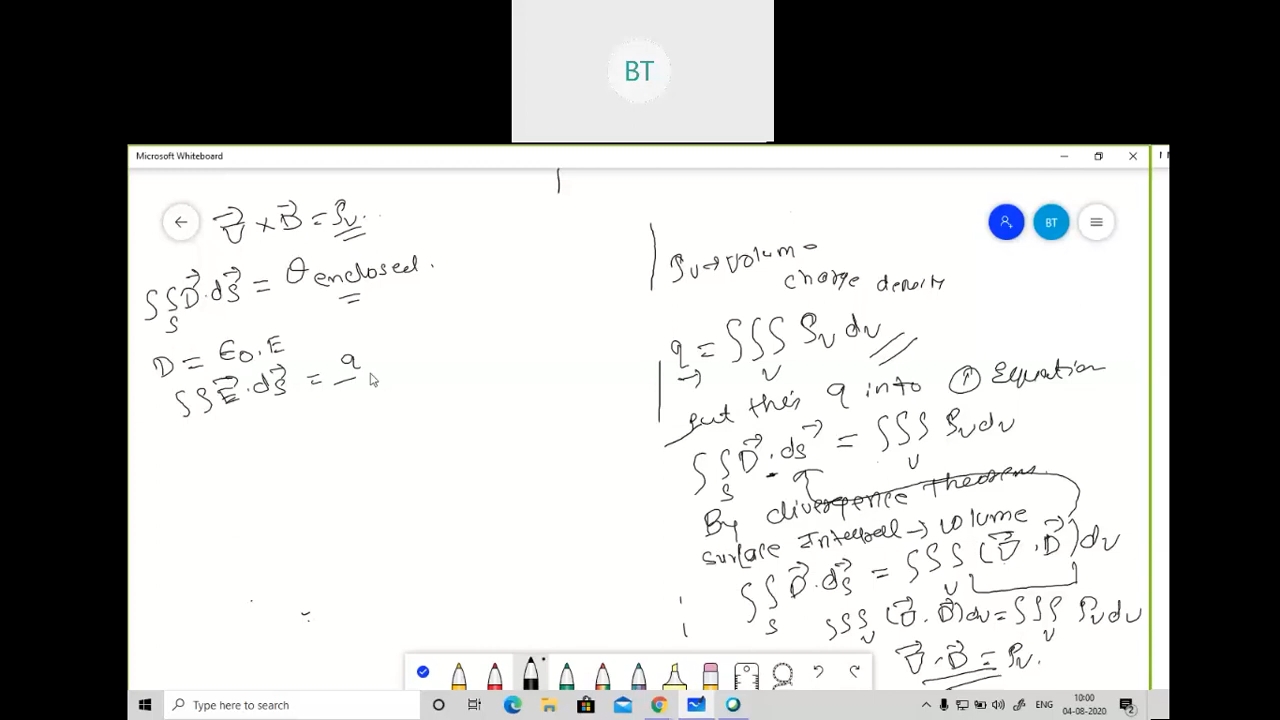 BT
Microsoft Whiteboard
BT
∇⃗ × D⃗ = ρv.
∫∫S D⃗.ds⃗ = θ enclosed.
D = ϵ0.E
∫∫ E⃗.ds⃗ = q
ρv → volume
charge density
q = ∫∫∫v ρv dv
put this q into ① Equation
∫∫S D⃗.ds⃗ = ∫∫∫v ρv dv
By divergence Theorem.
surface Integral → volume
∫∫S D⃗.ds⃗ = ∫∫∫v (∇⃗.D⃗) dv
∫∫∫v (∇⃗.D⃗) dv = ∫∫∫v ρv dv
∇⃗.D⃗ = ρv.
Type here to search
ENG
10:00
04-08-2020
2